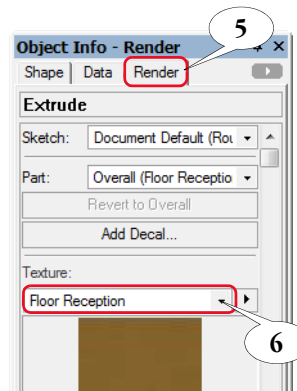 5
Object Info - Render
Shape Data Render
Extrude
Sketch: Document Default (Rou
Part: Overall (Floor Receptio
Revert to Overall
Add Decal...
Texture:
Floor Reception
6